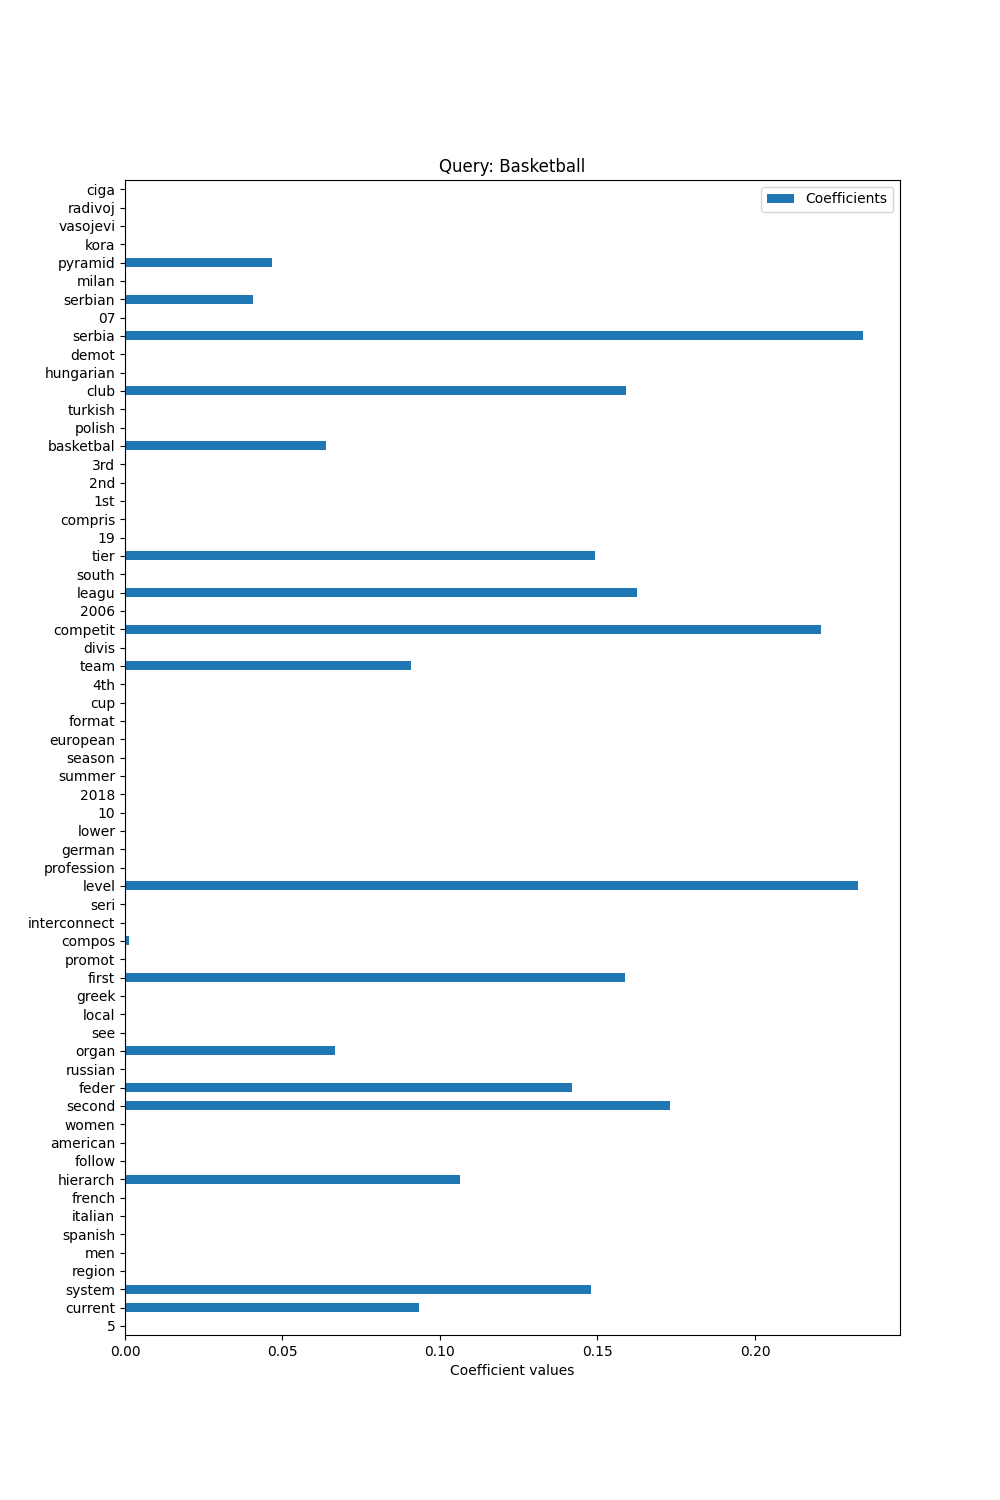 Query: Basketball
Coefficients
ciga
radivoj
vasojevi
kora
pyramid
milan
serbian
07
serbia
demot
hungarian
club
turkish
polish
basketbal
3rd
2nd
1st
compris
19
tier
south
leagu
2006
competit
divis
team
4th
cup
format
european
season
summer
2018
10
lower
german
profession
level
seri
interconnect
compos
promot
first
greek
local
see
organ
russian
feder
second
women
american
follow
hierarch
french
italian
spanish
men
region
system
current
5
0.00 0.05 0.10 0.15 0.20
Coefficient values